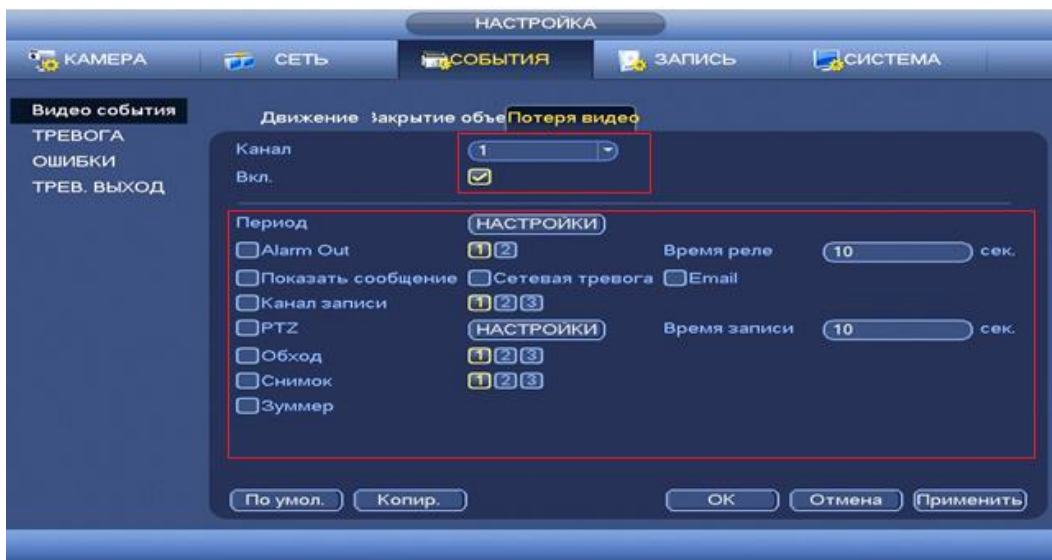 НАСТРОЙКА
КАМЕРА СЕТЬ СОБЫТИЯ ЗАПИСЬ СИСТЕМА
Видео события
ТРЕВОГА
ОШИБКИ
ТРЕВ. ВЫХОД
Движение Закрытие объе Потеря видео
Канал 1
Вкл.
Период НАСТРОЙКИ
Alarm Out 1 2 Время реле 10 сек.
Показать сообщение Сетевая тревога Email
Канал записи 1 2 3
PTZ НАСТРОЙКИ Время записи 10 сек.
Обход 1 2 3
Снимок 1 2 3
Зуммер
По умол. Копир. OK Отмена Применить